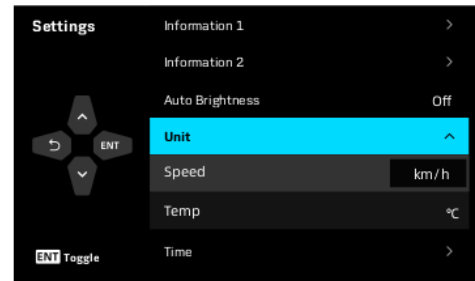 Settings
Information 1
Information 2
Auto Brightness Off
Unit
ENT
Speed km/h
Temp °C
ENT Toggle
Time